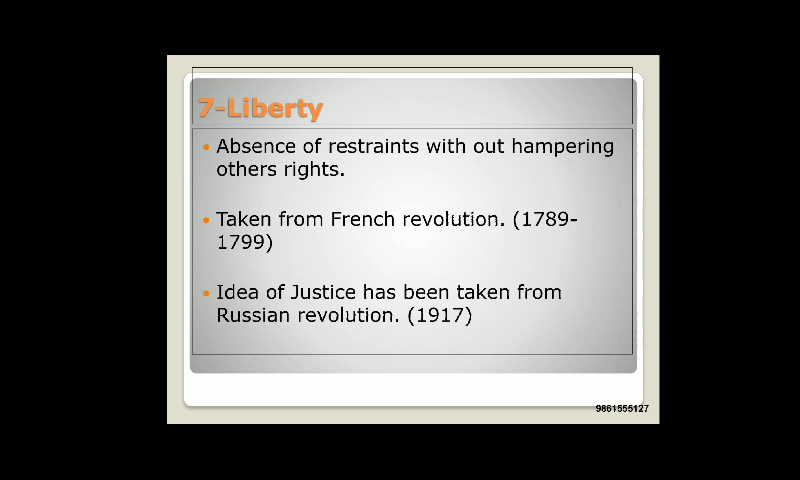 7-Liberty
• Absence of restraints with out hampering
others rights.
• Taken from French revolution. (1789-
1799)
• Idea of Justice has been taken from
Russian revolution. (1917)
9861555127